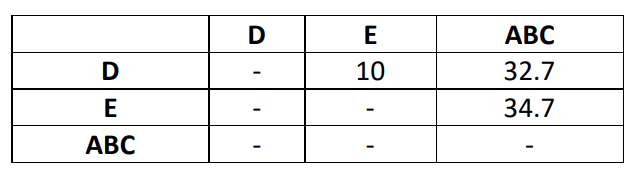 D E ABC
D - 10 32.7
E - - 34.7
ABC - - -